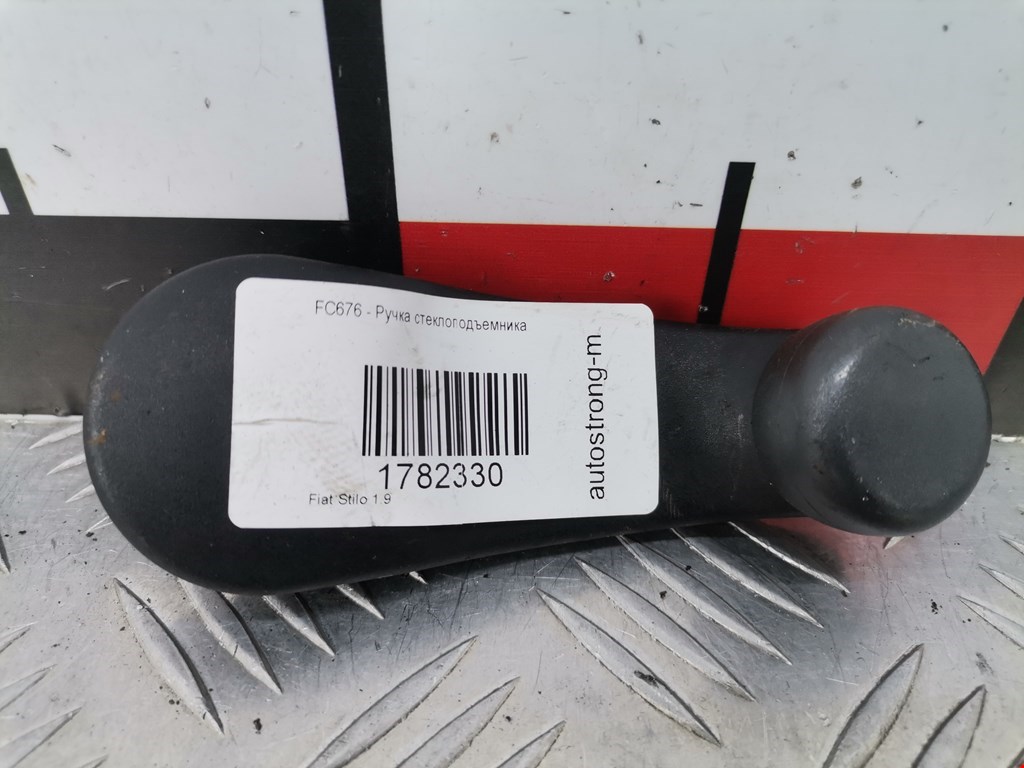 FC676 - Ручка стеклоподъемника
1782330
Fiat Stilo 1.9
autostrong-m